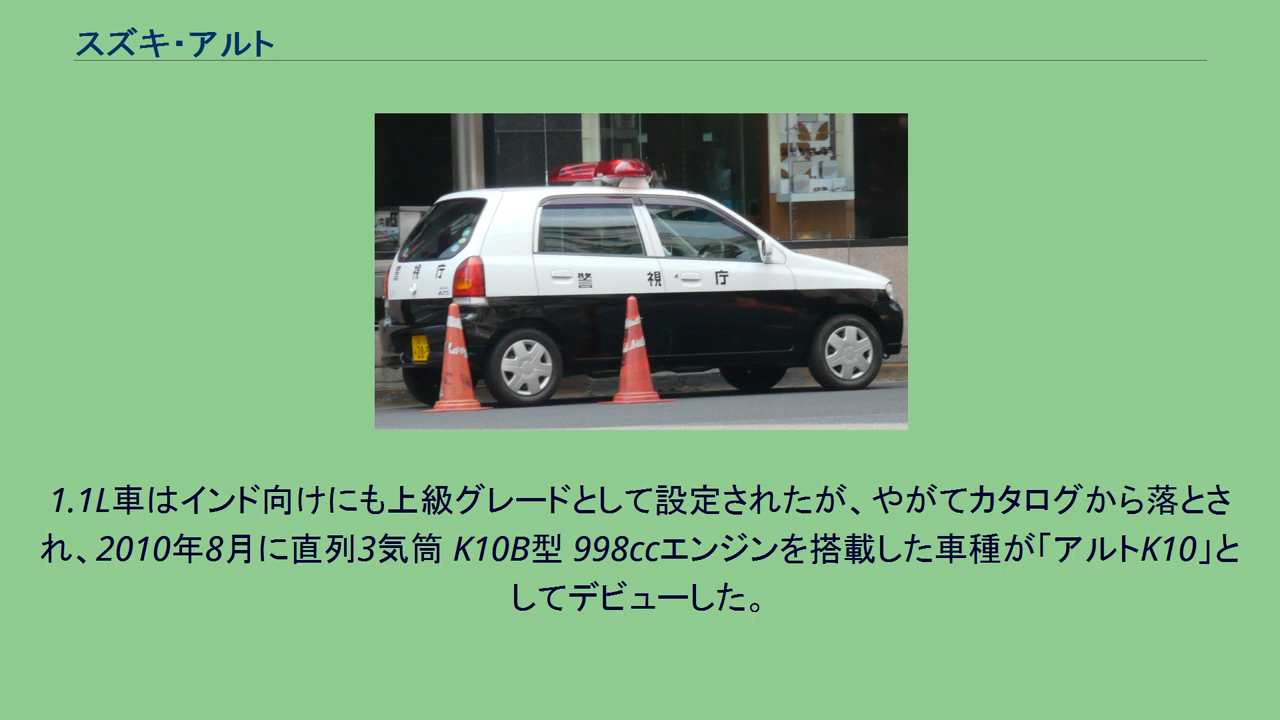 スズキ・アルト
視 庁
警 視 庁
1.1L車はインド向けにも上級グレードとして設定されたが、やがてカタログから落とさ
れ、2010年8月に直列3気筒 K10B型 998ccエンジンを搭載した車種が「アルトK10」と
してデビューした。